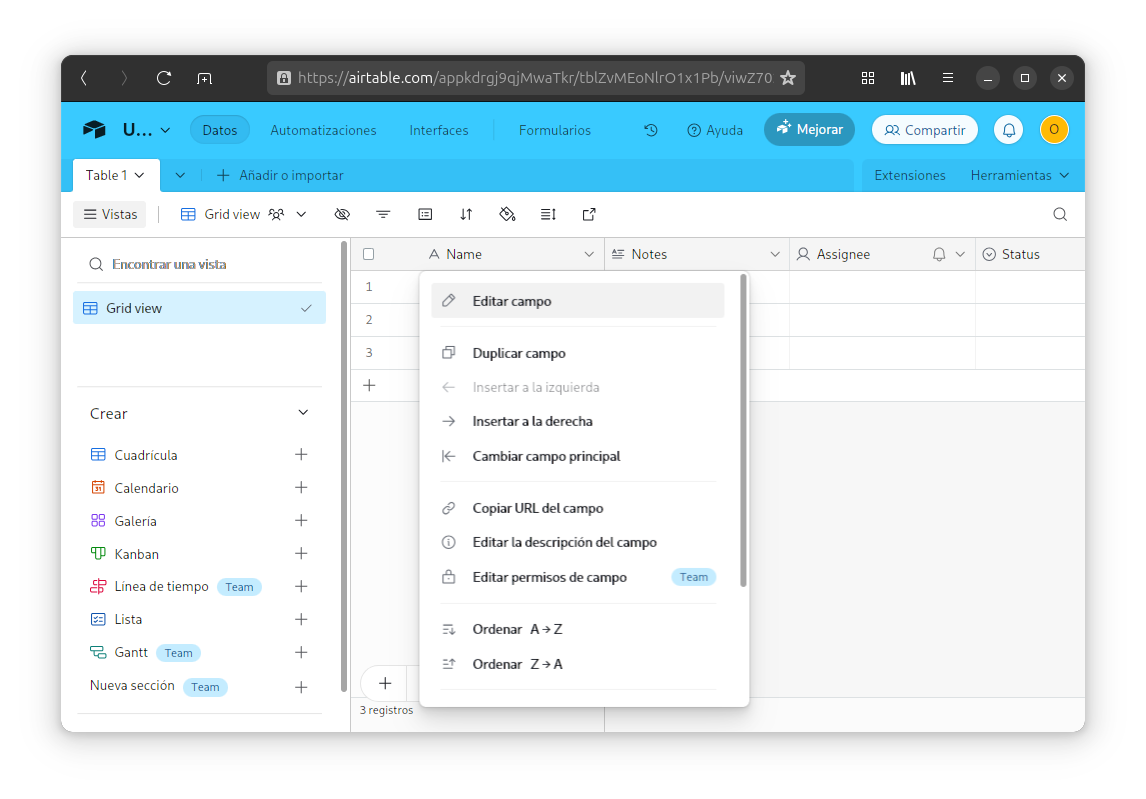 https://airtable.com/appkdrgj9qjMwaTkr/tblZvMEoNlrO1x1Pb/viwZ70
U... Datos Automatizaciones Interfaces Formularios Ayuda Mejorar Compartir O
Table 1 Añadir o importar Extensiones Herramientas
Vistas Grid view
Encontrar una vista
Grid view
Crear
Cuadrícula
31 Calendario
Galería
Kanban
Línea de tiempo Team
Lista
Gantt Team
Nueva sección Team
Name Notes Assignee Status
1
2
3
Editar campo
Duplicar campo
Insertar a la izquierda
Insertar a la derecha
Cambiar campo principal
Copiar URL del campo
Editar la descripción del campo
Editar permisos de campo Team
Ordenar A → Z
Ordenar Z → A
3 registros